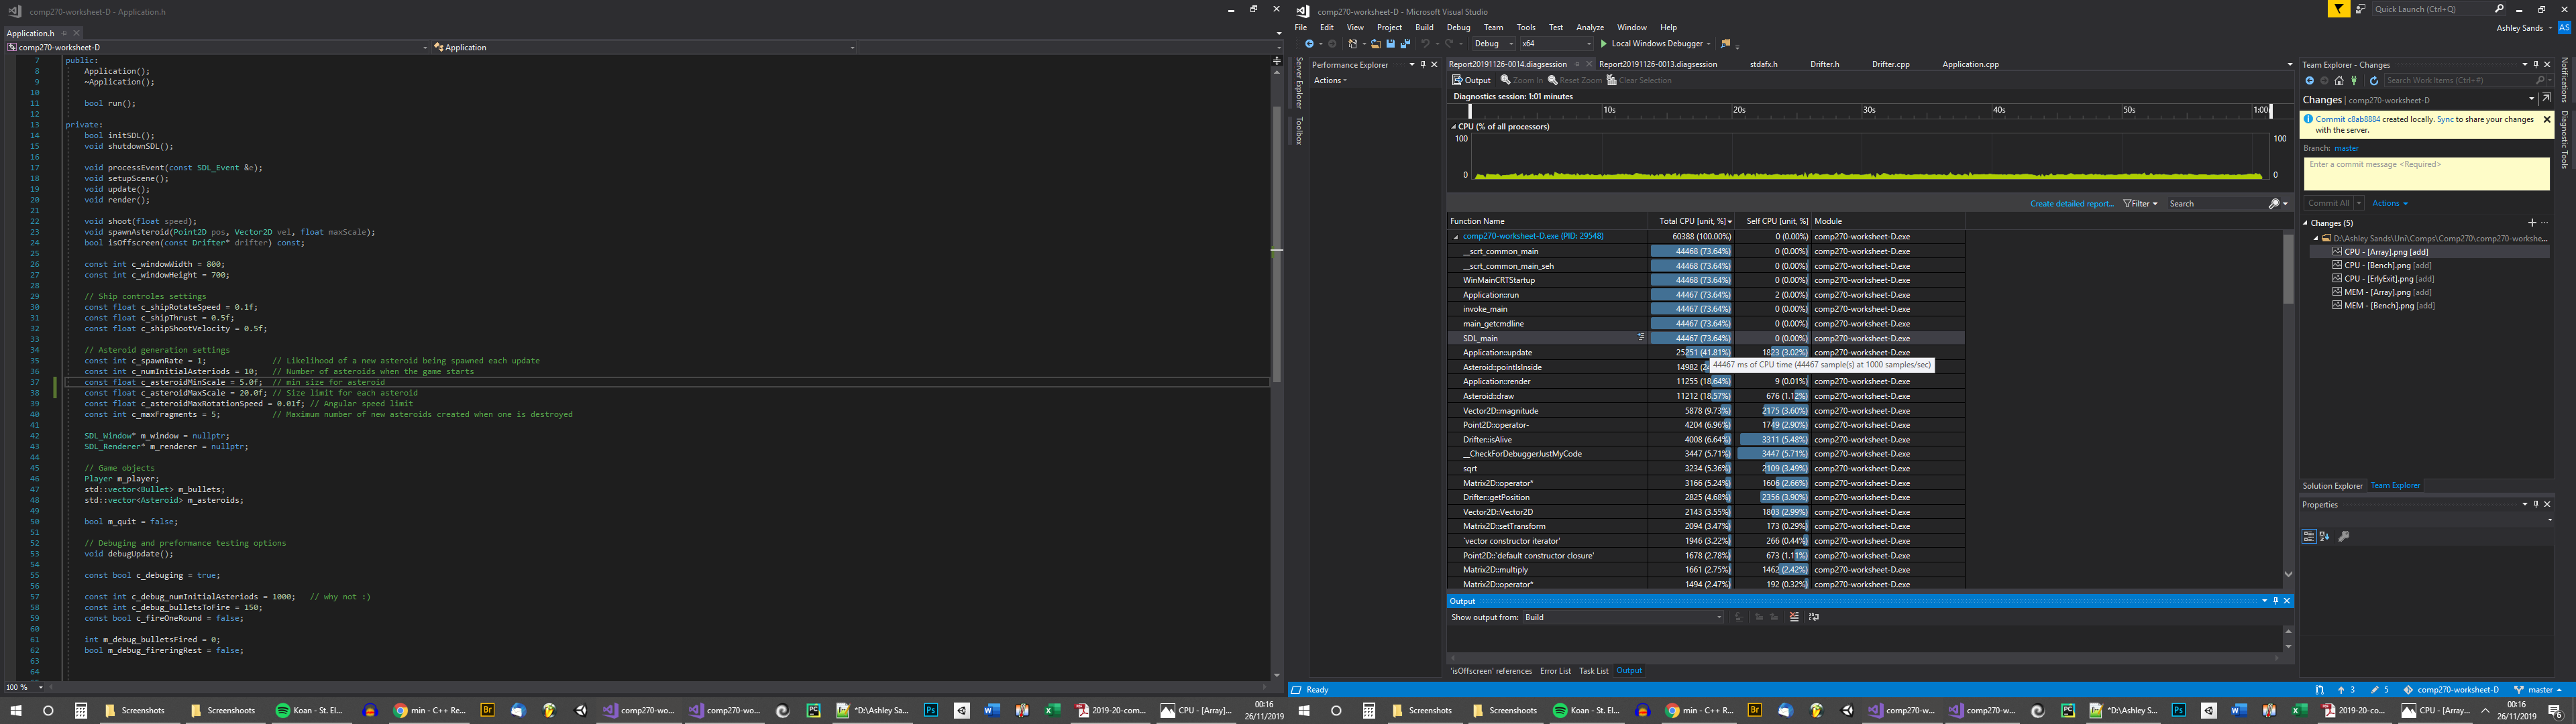 comp270-worksheet-D - Application.h
Application.h
comp270-worksheet-D
Application
7 public:
8 Application();
9 ~Application();
10
11 bool run();
12
13 private:
14 bool initSDL();
15 bool shutdownSDL();
16
17 void processEvent(const SDL_Event &e);
18 void setupScene();
19 void update();
20 void render();
21
22 void shoot(float speed);
23 void spawnAsteroid(Point2D pos, Vector2D vel, float maxScale);
24 bool isOffscreen(const Drifter* drifter) const;
25
26 const int c_windowWidth = 800;
27 const int c_windowHeight = 700;
28
29 // Ship controles settings
30 const float c_shipRotateSpeed = 0.1f;
31 const float c_shipThrust = 0.5f;
32 const float c_shipShootVelocity = 0.5f;
33
34 // Asteroid generation settings
35 const int c_spawnRate = 1; // Likelihood of a new asteroid being spawned each update
36 const int c_numInitialAsteriods = 10; // Number of asteroids when the game starts
37 const float c_asteroidMinScale = 5.0f; // min size for asteroid
38 const float c_asteroidMaxScale = 20.0f; // Size limit for each asteroid
39 const float c_asteroidMaxRotationSpeed = 0.01f; // Angular speed limit
40 const int c_maxFragments = 5; // Maximum number of new asteroids created when one is destroyed
41
42 SDL_Window* m_window = nullptr;
43 SDL_Renderer* m_renderer = nullptr;
44
45 // Game objects
46 Player m_player;
47 std::vector<Bullet> m_bullets;
48 std::vector<Asteroid> m_asteroids;
49
50 bool m_quit = false;
51
52 // Debuging and preformance testing options
53 void debugUpdate();
54
55 const bool c_debuging = true;
56
57 const int c_debug_numInitialAsteriods = 1000; // why not :)
58 const int c_debug_bulletsToFire = 150;
59 const bool c_fireOneRound = false;
60
61 int m_debug_bulletsFired = 0;
62 bool m_debug_fireringRest = false;
63
64
100 %
comp270-worksheet-D - Microsoft Visual Studio
Quick Launch (Ctrl+Q)
File Edit View Project Build Debug Team Tools Test Analyze Window Help
Ashley Sands AS
Debug x64 Local Windows Debugger
Server Explorer
Toolbox
Performance Explorer
Actions
Report20191126-0014.diagsession Report20191126-0013.diagsession stdafx.h Drifter.h Drifter.cpp Application.cpp
Output Zoom In Reset Zoom Clear Selection
Diagnostics session: 1:01 minutes
10s 20s 30s 40s 50s 1:00
CPU (% of all processors)
100 100
0 0
Create detailed report... Filter Search
Function Name Total CPU [unit, %] Self CPU [unit, %] Module
comp270-worksheet-D.exe (PID: 29548) 60388 (100.00%) 0 (0.00%) comp270-worksheet-D.exe
__scrt_common_main 44468 (73.64%) 0 (0.00%) comp270-worksheet-D.exe
__scrt_common_main_seh 44468 (73.64%) 0 (0.00%) comp270-worksheet-D.exe
WinMainCRTStartup 44468 (73.64%) 0 (0.00%) comp270-worksheet-D.exe
Application::run 44467 (73.64%) 2 (0.00%) comp270-worksheet-D.exe
invoke_main 44467 (73.64%) 0 (0.00%) comp270-worksheet-D.exe
main_getcmdline 44467 (73.64%) 0 (0.00%) comp270-worksheet-D.exe
SDL_main 44467 (73.64%) 0 (0.00%) comp270-worksheet-D.exe
Application::update 25251 (41.81%) 1823 (3.02%) comp270-worksheet-D.exe
Asteroid::pointIsInside 14982
44467 ms of CPU time (44467 sample(s) at 1000 samples/sec)
Application::render 11255 (18.64%) 9 (0.01%) comp270-worksheet-D.exe
Asteroid::draw 11212 (18.57%) 676 (1.12%) comp270-worksheet-D.exe
Vector2D::magnitude 5878 (9.73%) 2175 (3.60%) comp270-worksheet-D.exe
Point2D::operator- 4204 (6.96%) 1749 (2.90%) comp270-worksheet-D.exe
Drifter::isAlive 4008 (6.64%) 3311 (5.48%) comp270-worksheet-D.exe
__CheckForDebuggerJustMyCode 3447 (5.71%) 3447 (5.71%) comp270-worksheet-D.exe
sqrt 3234 (5.36%) 2109 (3.49%) comp270-worksheet-D.exe
Matrix2D::operator* 3166 (5.24%) 1606 (2.66%) comp270-worksheet-D.exe
Drifter::getPosition 2825 (4.68%) 2356 (3.90%) comp270-worksheet-D.exe
Vector2D::Vector2D 2143 (3.55%) 1803 (2.99%) comp270-worksheet-D.exe
Matrix2D::setTransform 2094 (3.47%) 173 (0.29%) comp270-worksheet-D.exe
`vector constructor iterator' 1946 (3.22%) 266 (0.44%) comp270-worksheet-D.exe
Point2D::`default constructor closure' 1678 (2.78%) 673 (1.11%) comp270-worksheet-D.exe
Matrix2D::multiply 1661 (2.75%) 1462 (2.42%) comp270-worksheet-D.exe
Matrix2D::operator* 1494 (2.47%) 192 (0.32%) comp270-worksheet-D.exe
Output
Show output from: Build
'isOffscreen' references Error List Task List Output
Team Explorer - Changes
Search Work Items (Ctrl+')
Changes | comp270-worksheet-D
Commit c8ab8884 created locally. Sync to share your changes
with the server.
Branch: master
Enter a commit message <Required>
Commit All Actions
Changes (5)
D:\Ashley Sands\Uni\Comps\Comp270\comp270-workshe...
CPU - [Array].png [add]
CPU - [Bench].png [add]
CPU - [ErlyExit].png [add]
MEM - [Array].png [add]
MEM - [Bench].png [add]
Solution Explorer Team Explorer
Properties
Notifications
Diagnostic Tools
Ready 3 5 comp270-worksheet-D master
Screenshots Screenshoots Koan - St. El... min - C++ Re... Br comp270-wo... comp270-wo... *D:\Ashley Sa... Ps 2019-20-com... CPU - [Array]... 00:16
26/11/2019
Screenshots Screenshoots Koan - St. El... min - C++ Re... Br comp270-w... comp270-w... *D:\Ashley ... Ps 2019-20-co... CPU - [Array... 00:16
26/11/2019